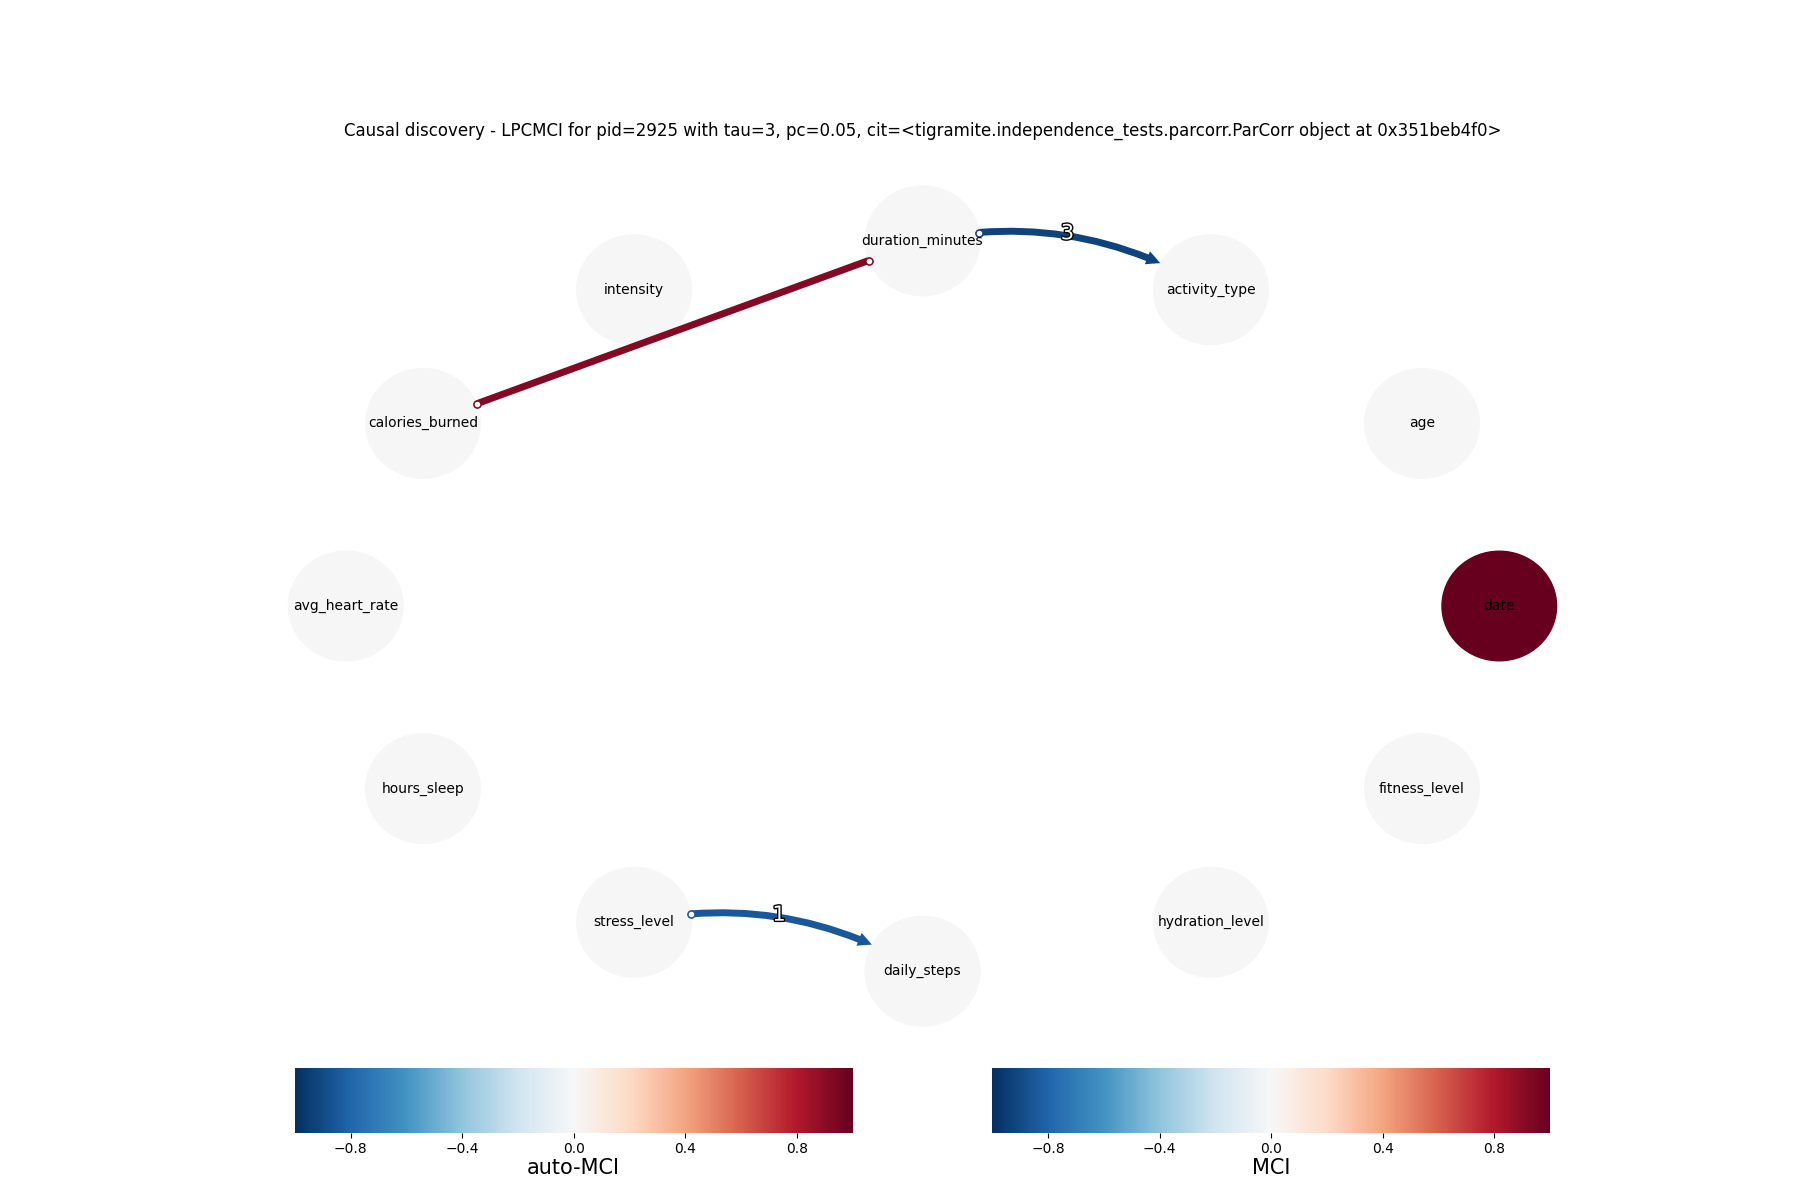 Causal discovery - LPCMCI for pid=2925 with tau=3, pc=0.05, cit=<tigramite.independence_tests.parcorr.ParCorr object at 0x351beb4f0>
duration_minutes
3
intensity
activity_type
calories_burned
age
avg_heart_rate
date
hours_sleep
fitness_level
stress_level
1
hydration_level
daily_steps
−0.8 −0.4 0.0 0.4 0.8
auto-MCI
−0.8 −0.4 0.0 0.4 0.8
MCI